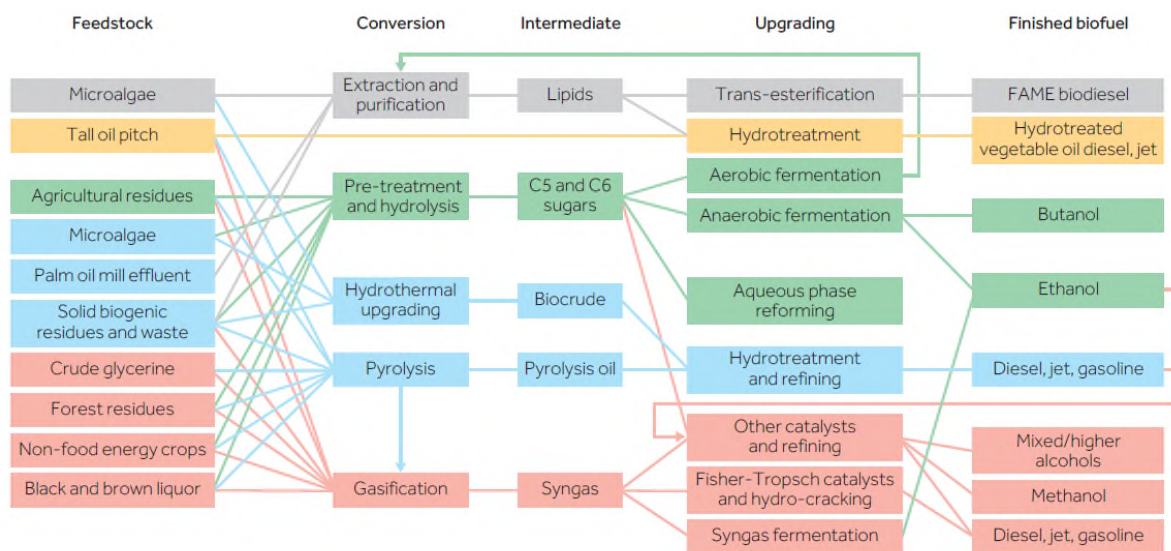 Feedstock
Conversion
Intermediate
Upgrading
Finished biofuel
Microalgae
Extraction and
purification
Lipids
Trans-esterification
FAME biodiesel
Tall oil pitch
Hydrotreatment
Hydrotreated
vegetable oil diesel, jet
Agricultural residues
Pre-treatment
and hydrolysis
C5 and C6
sugars
Aerobic fermentation
Anaerobic fermentation
Butanol
Microalgae
Palm oil mill effluent
Hydrothermal
upgrading
Biocrude
Aqueous phase
reforming
Ethanol
Solid biogenic
residues and waste
Crude glycerine
Pyrolysis
Pyrolysis oil
Hydrotreatment
and refining
Diesel, jet, gasoline
Forest residues
Non-food energy crops
Other catalysts
and refining
Mixed/higher
alcohols
Black and brown liquor
Gasification
Syngas
Fisher-Tropsch catalysts
and hydro-cracking
Methanol
Syngas fermentation
Diesel, jet, gasoline